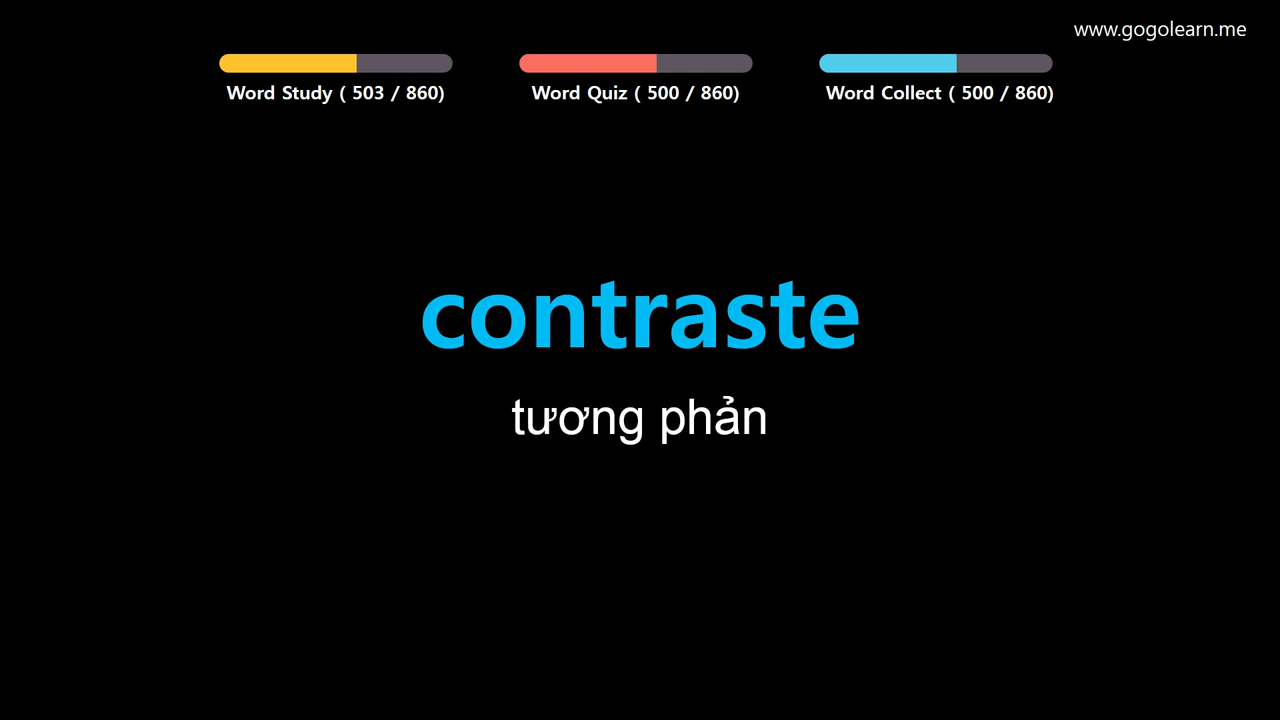 www.gogolearn.me
Word Study ( 503 / 860)
Word Quiz ( 500 / 860)
Word Collect ( 500 / 860)
contraste
tương phản